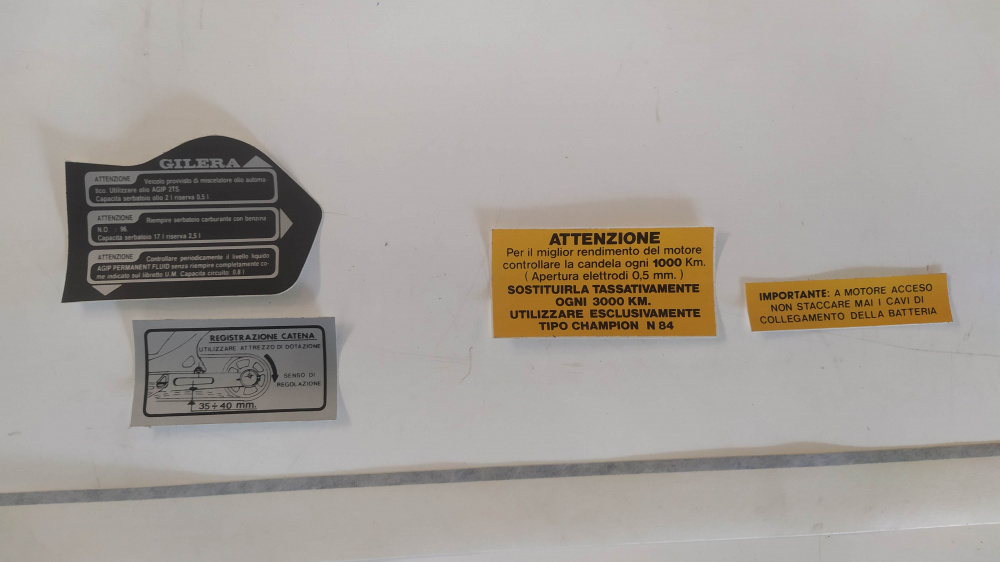 GILERA
ATTENZIONE Veicolo provvisto di miscelatore olio automa-
tico. Utilizzare olio AGIP 2TS
Capacita serbatoio olio 2 l riserva 0,5 l
ATTENZIONE Riempire serbatoio carburante con benzina
N.O 96
Capacita serbatoio 17 l riserva 2,5 l
ATTENZIONE Controllare periodicamente il livello liquido
AGIP PERMANENT FLUID senza riempire completamente co-
me indicato sul libretto U.M. Capacita circuito 0,8 l
REGISTRAZIONE CATENA
UTILIZZARE ATTREZZO DI DOTAZIONE
SENSO DI
REGOLAZIONE
35÷40 mm.
ATTENZIONE
Per il miglior rendimento del motore
controllare la candela ogni 1000 Km.
( Apertura elettrodi 0,5 mm. )
SOSTITUIRLA TASSATIVAMENTE
OGNI 3000 KM.
UTILIZZARE ESCLUSIVAMENTE
TIPO CHAMPION N 84
IMPORTANTE: A MOTORE ACCESO
NON STACCARE MAI I CAVI DI
COLLEGAMENTO DELLA BATTERIA